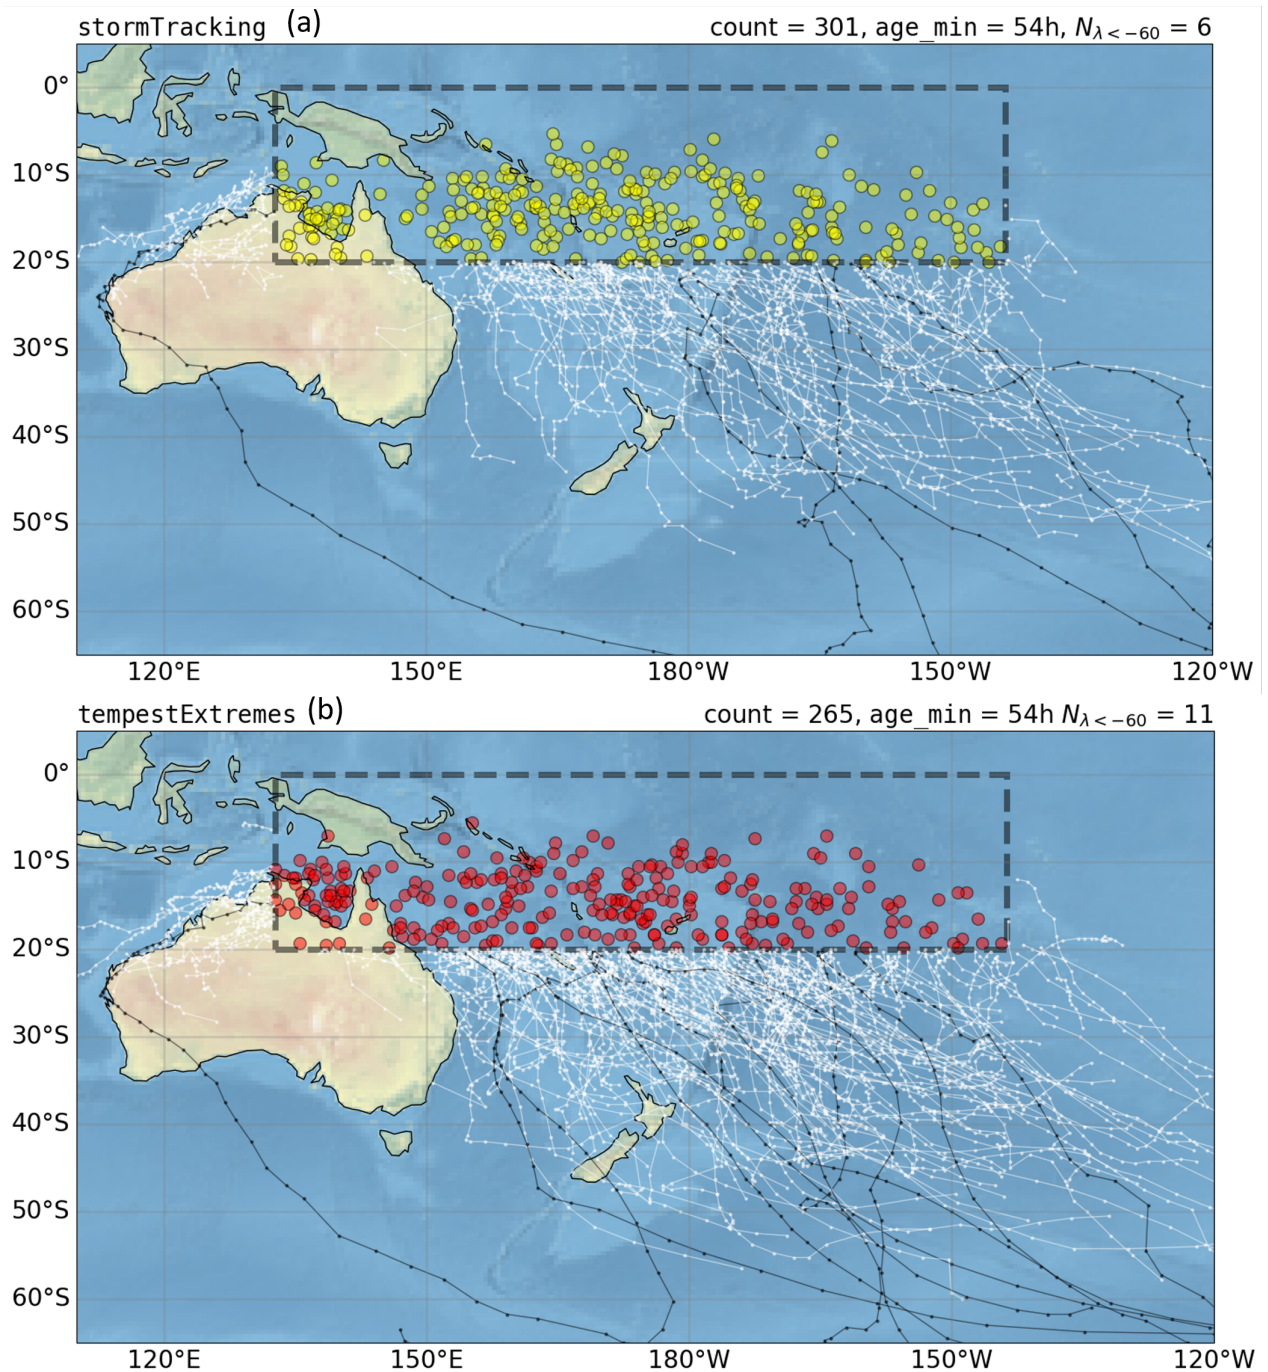 stormTracking (a) count = 301, age_min = 54h, Nλ<−60 = 6
0°
10°S
20°S
30°S
40°S
50°S
60°S
120°E 150°E 180°W 150°W 120°W
tempestExtremes (b) count = 265, age_min = 54h Nλ<−60 = 11
0°
10°S
20°S
30°S
40°S
50°S
60°S
120°E 150°E 180°W 150°W 120°W